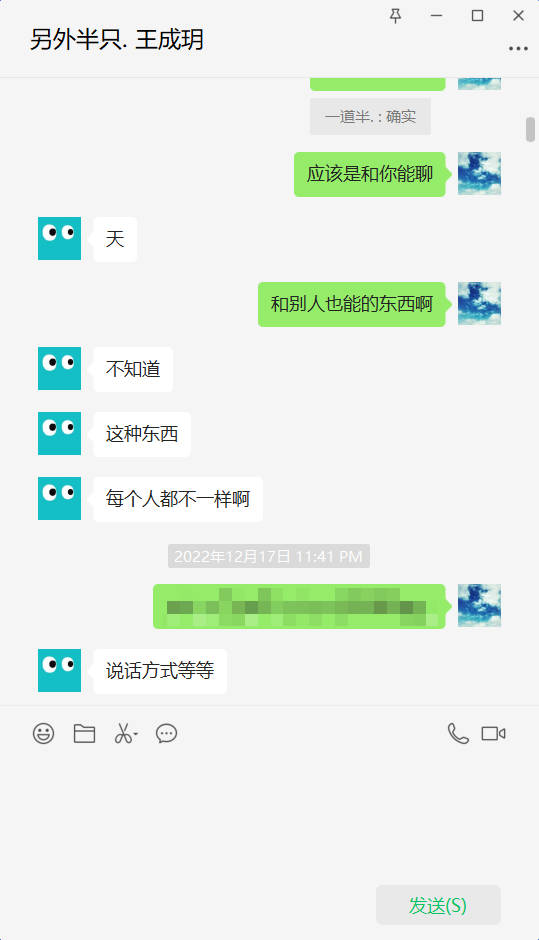 另外半只. 王成玥
一道半. : 确实
应该是和你能聊
天
和别人也能的东西啊
不知道
这种东西
每个人都不一样啊
2022年12月17日 11:41 PM
说话方式等等
发送(S)